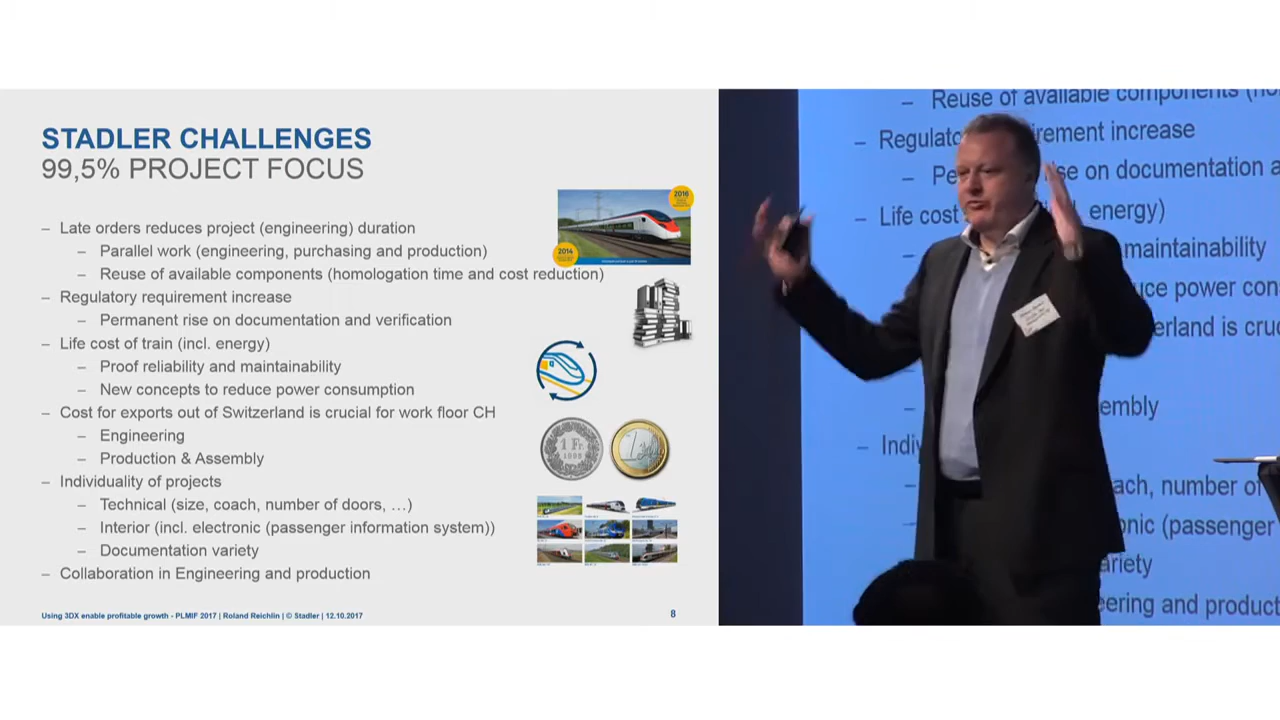 STADLER CHALLENGES
99,5% PROJECT FOCUS
– Late orders reduces project (engineering) duration
– Parallel work (engineering, purchasing and production)
– Reuse of available components (homologation time and cost reduction)
– Regulatory requirement increase
– Permanent rise on documentation and verification
– Life cost of train (incl. energy)
– Proof reliability and maintainability
– New concepts to reduce power consumption
– Cost for exports out of Switzerland is crucial for work floor CH
– Engineering
– Production & Assembly
– Individuality of projects
– Technical (size, coach, number of doors, …)
– Interior (incl. electronic (passenger information system))
– Documentation variety
– Collaboration in Engineering and production
2016
2014
1 Fr.
1
Using 3DX enable profitable growth - PLMIF 2017 | Roland Reichlin | © Stadler | 12.10.2017
8
– Reuse of available components
– Regulatory requirement increase
– Pe se on documentation a
– Life cost energy)
maintainability
uce power con
erland is cruc
– embly
– Indiv
– ach, number of
– onic (passenger
ariety
eering and product